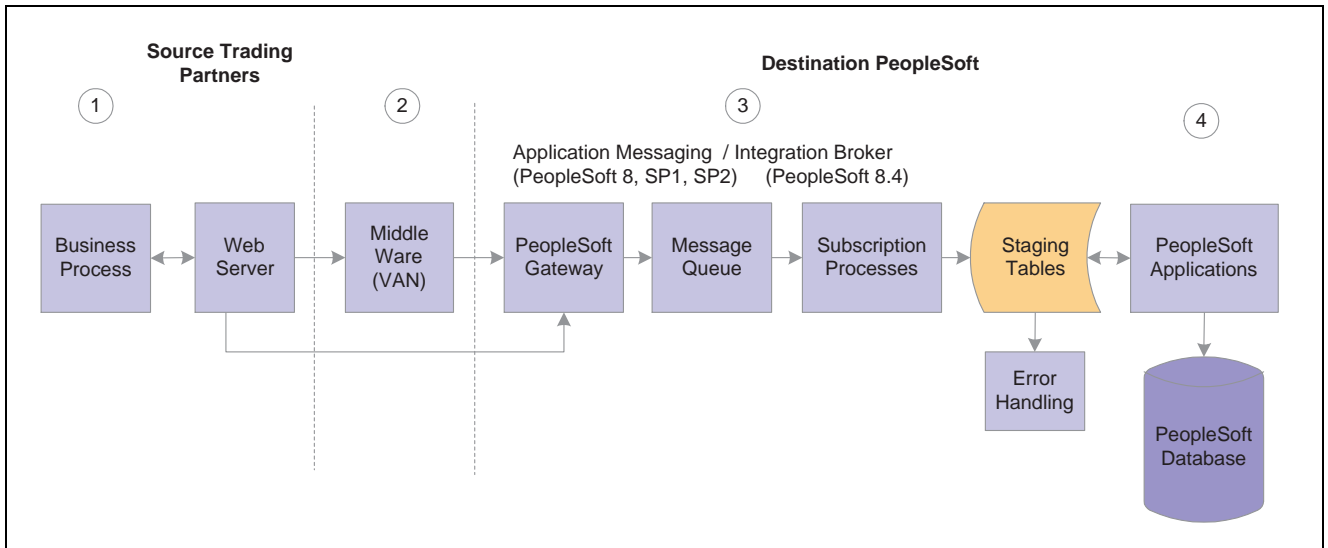 Source Trading
Partners
Destination PeopleSoft
1
2
3
4
Application Messaging / Integration Broker
(PeopleSoft 8, SP1, SP2) (PeopleSoft 8.4)
Business
Process
Web
Server
Middle
Ware
(VAN)
PeopleSoft
Gateway
Message
Queue
Subscription
Processes
Staging
Tables
PeopleSoft
Applications
Error
Handling
PeopleSoft
Database